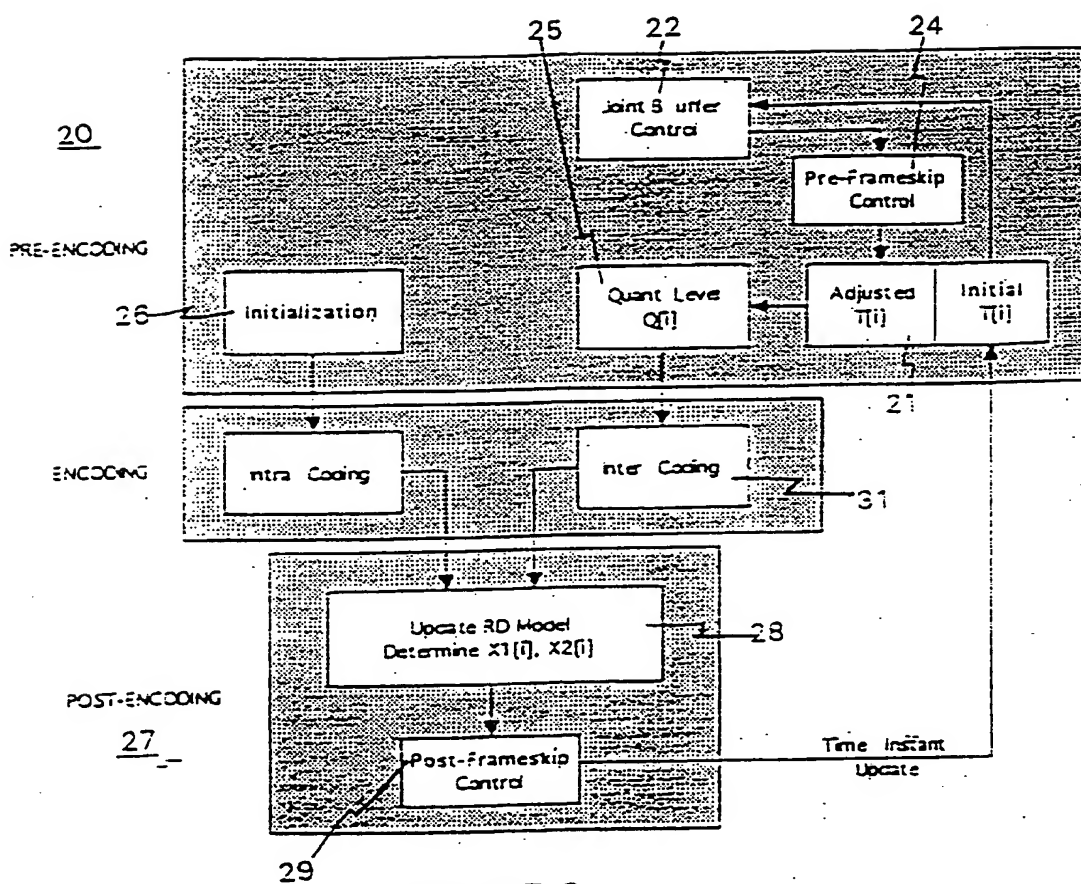 25
22
24
Joint Buffer
Control
20
Pre-Frameskip
Control
PRE-ENCODING
26
Initialization
Quant Level
Q[i]
Adjusted
T[i]
Initial
T[i]
21
ENCODING
Intra Coding
Inter Coding
31
Update RD Model
Determine X1[i], X2[i]
28
POST-ENCODING
27
Post-Frameskip
Control
Time Instant
Update
29